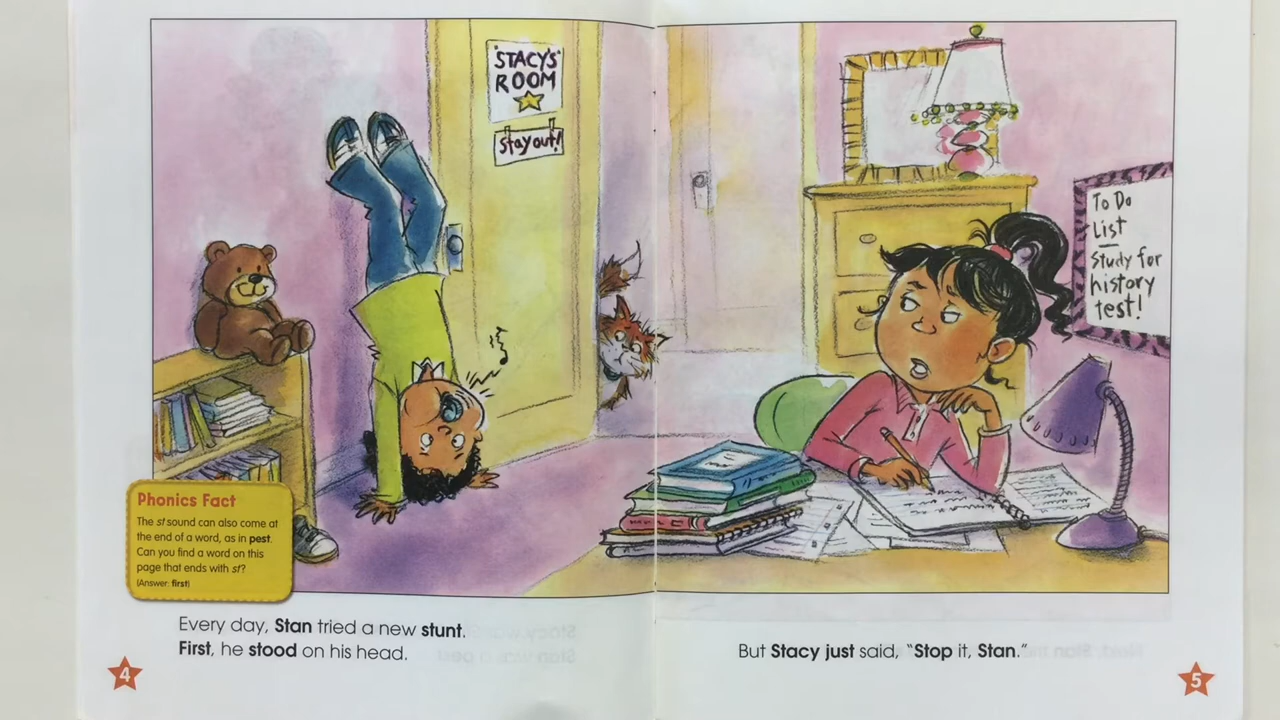 "STACY'S"
ROOM
Stay out!
To Do
List
Study for
history
test!
Phonics Fact
The st sound can also come at
the end of a word, as in pest.
Can you find a word on this
page that ends with st?
(Answer: first)
Every day, Stan tried a new stunt.
First, he stood on his head.
4
But Stacy just said, "Stop it, Stan."
5